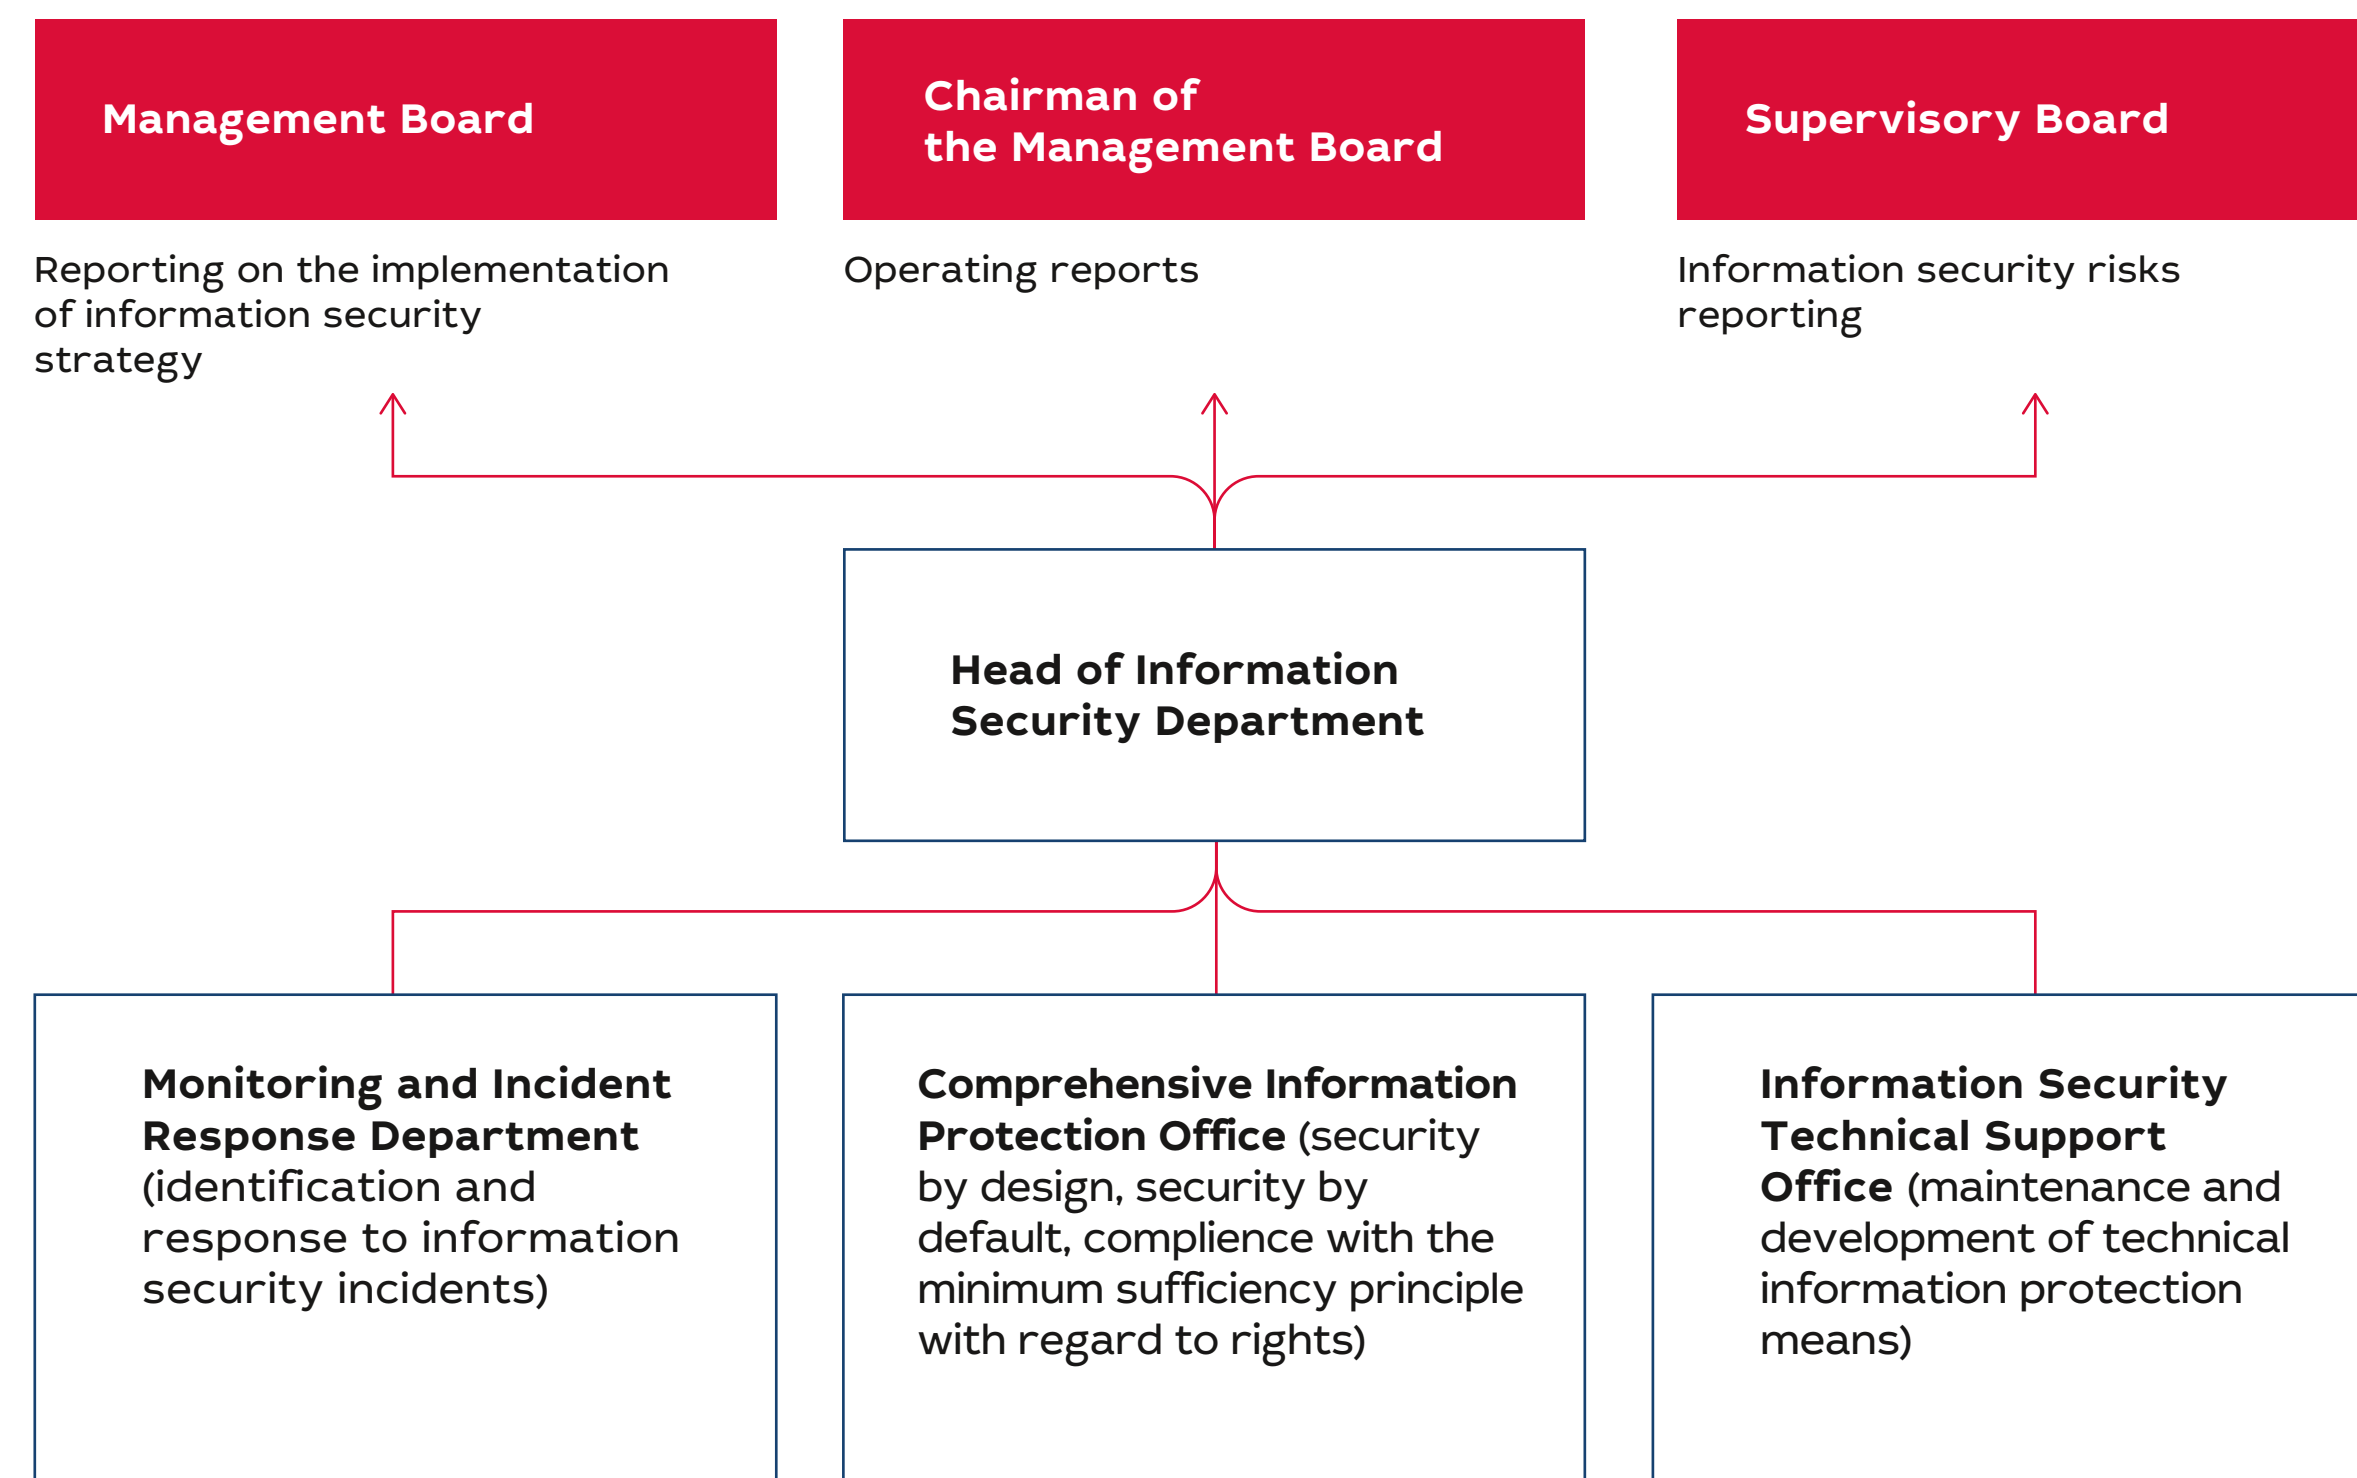 Management Board
Chairman of
the Management Board
Supervisory Board
Reporting on the implementation
of information security
strategy
Operating reports
Information security risks
reporting
Head of Information
Security Department
Monitoring and Incident
Response Department
(identification and
response to information
security incidents)
Comprehensive Information
Protection Office (security
by design, security by
default, complience with the
minimum sufficiency principle
with regard to rights)
Information Security
Technical Support
Office (maintenance and
development of technical
information protection
means)